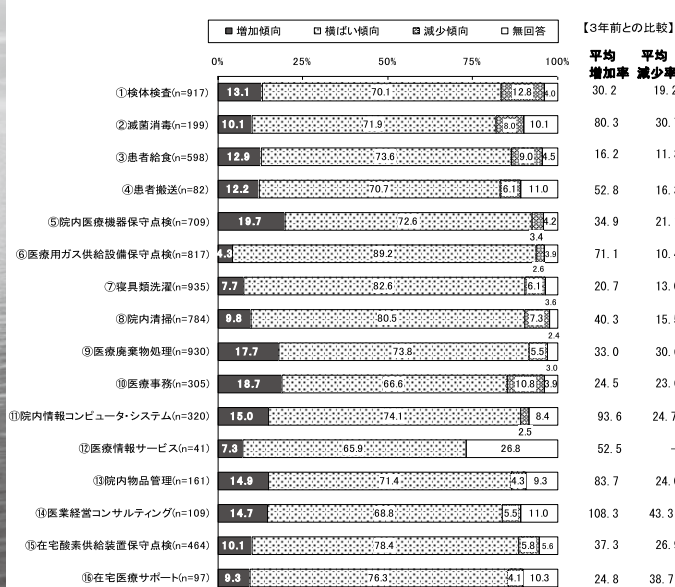 ■ 増加傾向 横ばい傾向 減少傾向 □ 無回答 【3年前との比較】
平均 平均
増加率 減少率
0% 25% 50% 75% 100%
①検体検査(n=917) 13.1 70.1 12.8 4.0 30.2 19.2
②滅菌消毒(n=199) 10.1 71.9 8.0 10.1 80.3 30.
③患者給食(n=598) 12.9 73.6 9.0 4.5 16.2 11.
④患者搬送(n=82) 12.2 70.7 6.1 11.0 52.8 16.
⑤院内医療機器保守点検(n=709) 19.7 72.6 3.4 4.2 34.9 21.
⑥医療用ガス供給設備保守点検(n=817) 4.3 89.2 2.6 3.9 71.1 10.
⑦寝具類洗濯(n=935) 7.7 82.6 6.1 3.6 20.7 13.
⑧院内清掃(n=784) 9.8 80.5 7.3 2.4 40.3 15.
⑨医療廃棄物処理(n=930) 17.7 73.8 5.5 3.0 33.0 30.
⑩医療事務(n=305) 18.7 66.6 10.8 3.9 24.5 23.
⑪院内情報コンピュータ・システム(n=320) 15.0 74.1 2.5 8.4 93.6 24.7
⑫医療情報サービス(n=41) 7.3 65.9 26.8 52.5 -
⑬院内物品管理(n=161) 14.9 71.4 4.3 9.3 83.7 24.
⑭医業経営コンサルティング(n=109) 14.7 68.8 5.5 11.0 108.3 43.3
⑮在宅酸素供給装置保守点検(n=464) 10.1 78.4 5.8 5.6 37.3 26.
⑯在宅医療サポート(n=97) 9.3 76.3 4.1 10.3 24.8 38.7